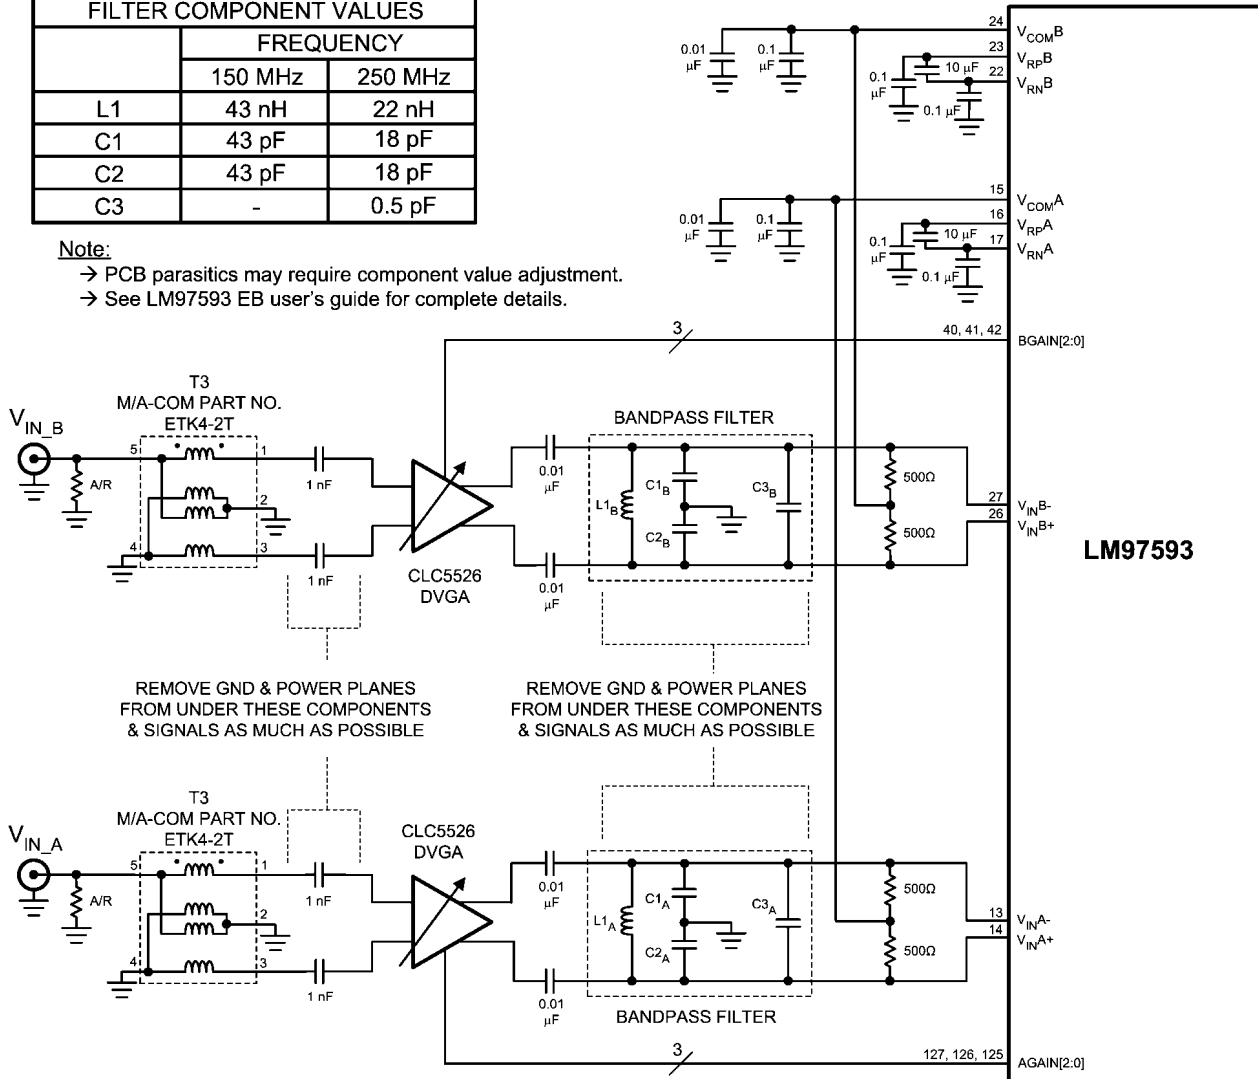 FILTER COMPONENT VALUES
FREQUENCY
150 MHz 250 MHz
L1 43 nH 22 nH
C1 43 pF 18 pF
C2 43 pF 18 pF
C3 - 0.5 pF
Note:
→ PCB parasitics may require component value adjustment.
→ See LM97593 EB user's guide for complete details.
0.01 µF
0.1 µF
24 VCOMB
23 VRPB
10 µF
22 VRNB
0.1 µF
0.1 µF
0.01 µF
0.1 µF
15 VCOMA
16 VRPA
10 µF
17 VRNA
0.1 µF
0.1 µF
3
40, 41, 42 BGAIN[2:0]
T3
M/A-COM PART NO.
ETK4-2T
VIN_B
A/R
5
1
2
4
3
1 nF
1 nF
CLC5526
DVGA
0.01
µF
0.01
µF
BANDPASS FILTER
L1B
C1B
C2B
C3B
500Ω
500Ω
27 VINB-
26 VINB+
LM97593
REMOVE GND & POWER PLANES
FROM UNDER THESE COMPONENTS
& SIGNALS AS MUCH AS POSSIBLE
REMOVE GND & POWER PLANES
FROM UNDER THESE COMPONENTS
& SIGNALS AS MUCH AS POSSIBLE
T3
M/A-COM PART NO.
ETK4-2T
VIN_A
A/R
5
1
2
4
3
1 nF
1 nF
CLC5526
DVGA
0.01
µF
0.01
µF
L1A
C1A
C2A
C3A
BANDPASS FILTER
500Ω
500Ω
13 VINA-
14 VINA+
3
127, 126, 125 AGAIN[2:0]